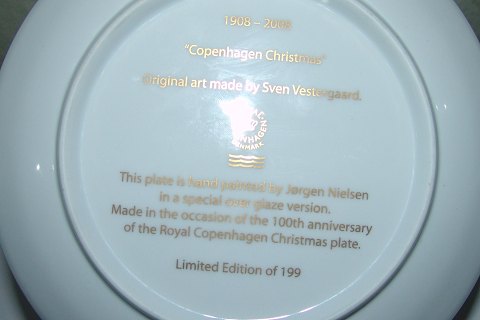 1908 – 2008
"Copenhagen Christmas"
Original art made by Sven Vestergaard.
DENMARK
This plate is hand painted by Jørgen Nielsen
in a special over glaze version.
Made in the occasion of the 100th anniversary
of the Royal Copenhagen Christmas plate.
Limited Edition of 199